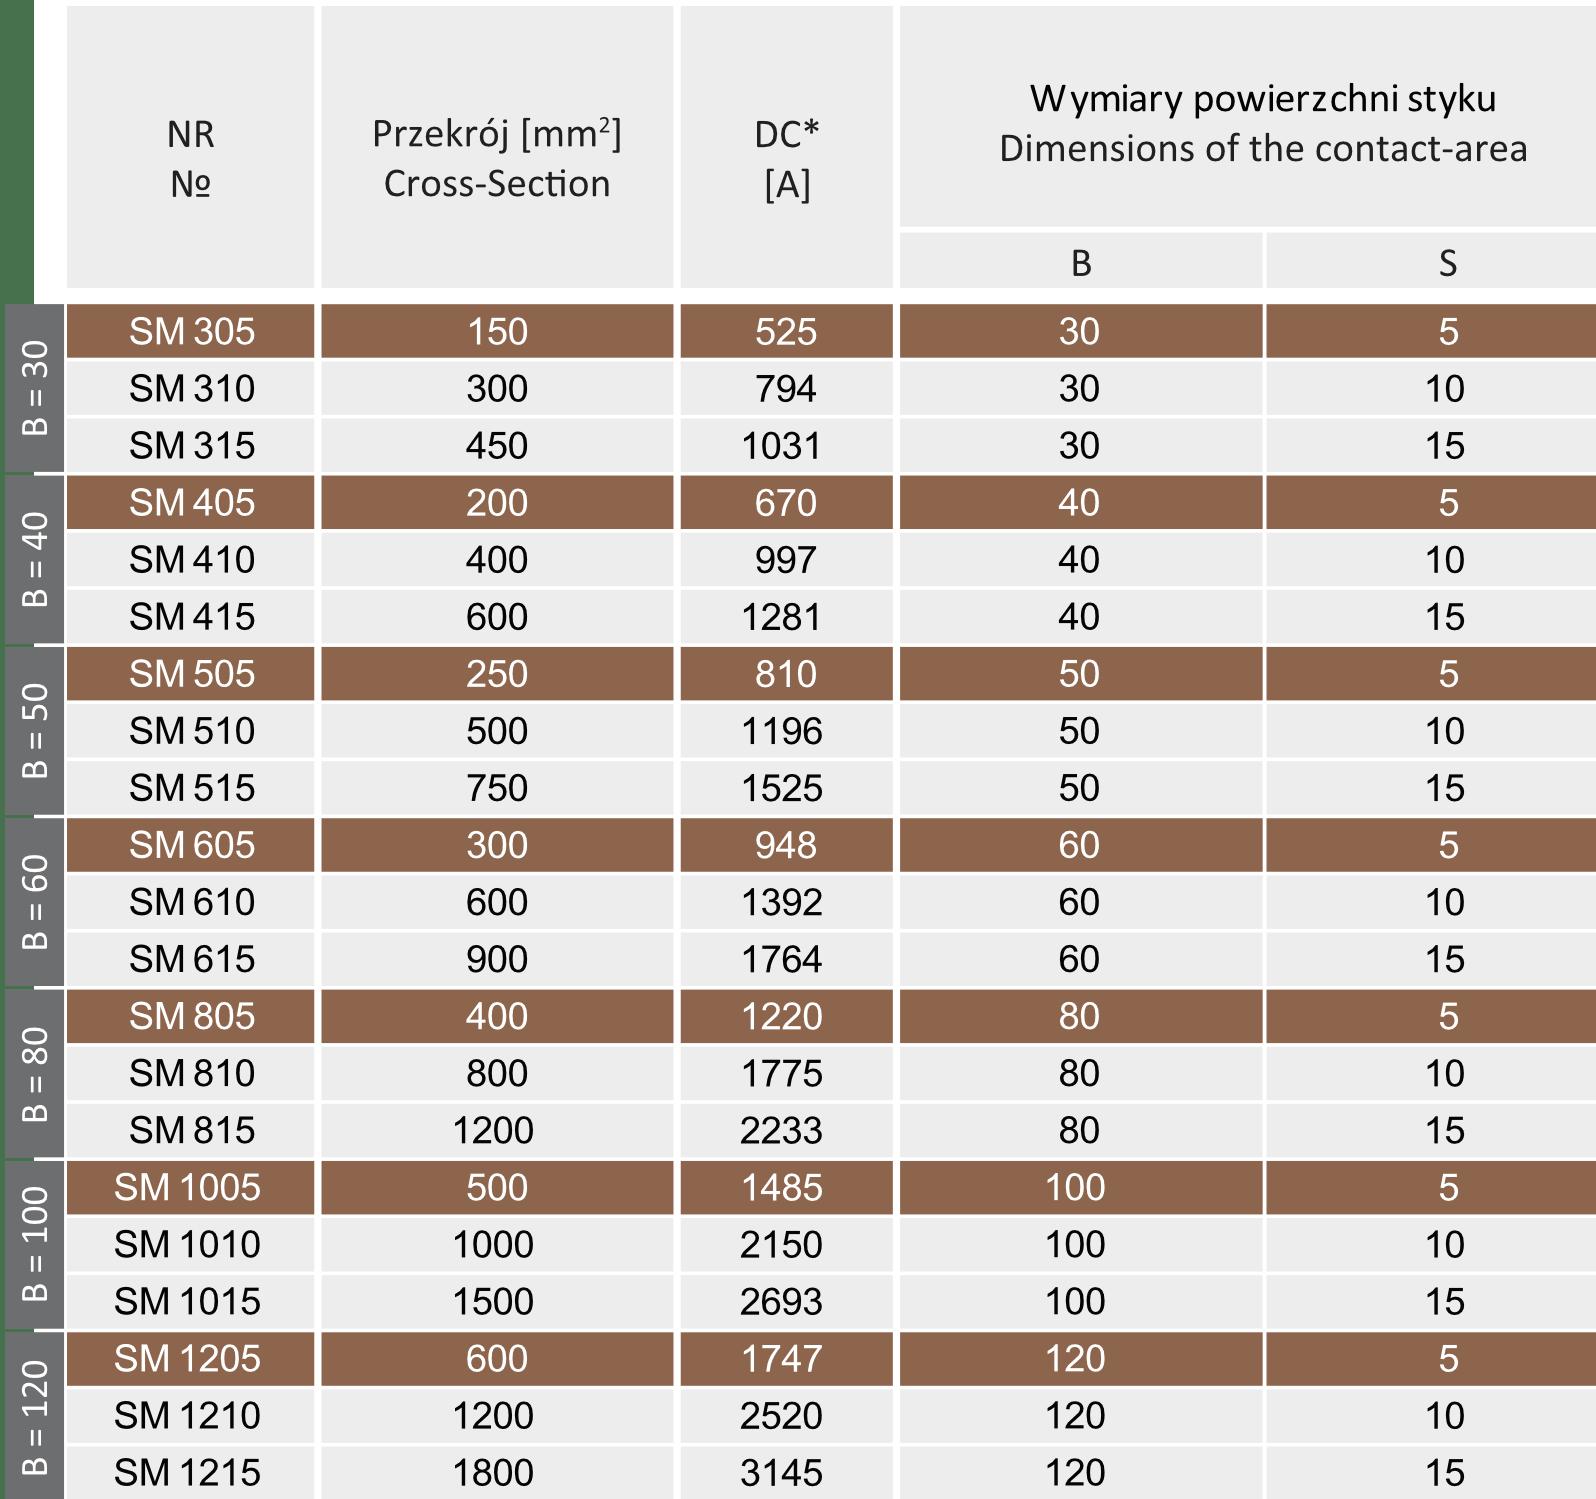 NR
№
Przekrój [mm²]
Cross-Section
DC*
[A]
Wymiary powierzchni styku
Dimensions of the contact-area
B S
B = 30
SM 305 150 525 30 5
SM 310 300 794 30 10
SM 315 450 1031 30 15
B = 40
SM 405 200 670 40 5
SM 410 400 997 40 10
SM 415 600 1281 40 15
B = 50
SM 505 250 810 50 5
SM 510 500 1196 50 10
SM 515 750 1525 50 15
B = 60
SM 605 300 948 60 5
SM 610 600 1392 60 10
SM 615 900 1764 60 15
B = 80
SM 805 400 1220 80 5
SM 810 800 1775 80 10
SM 815 1200 2233 80 15
B = 100
SM 1005 500 1485 100 5
SM 1010 1000 2150 100 10
SM 1015 1500 2693 100 15
B = 120
SM 1205 600 1747 120 5
SM 1210 1200 2520 120 10
SM 1215 1800 3145 120 15